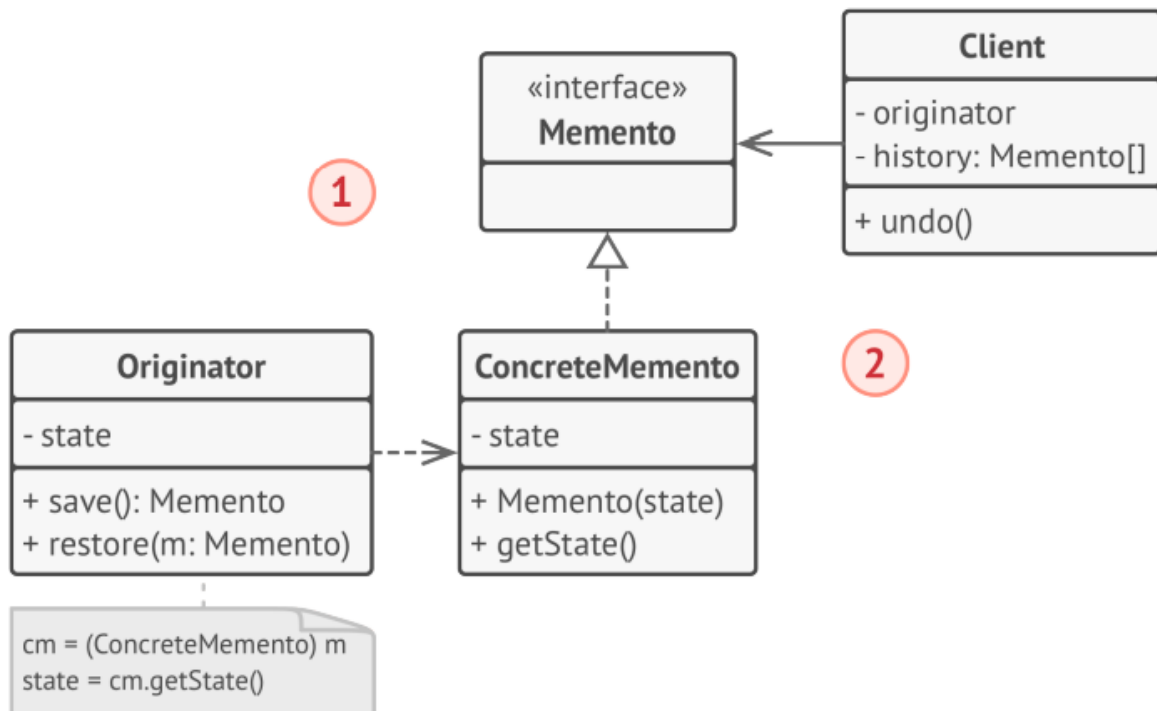 Client
- originator
- history: Memento[]
+ undo()
«interface»
Memento
1
Originator
- state
+ save(): Memento
+ restore(m: Memento)
ConcreteMemento
- state
+ Memento(state)
+ getState()
2
cm = (ConcreteMemento) m
state = cm.getState()